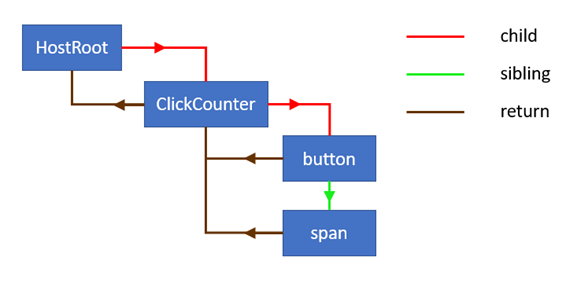 HostRoot
child
sibling
ClickCounter
return
button
span